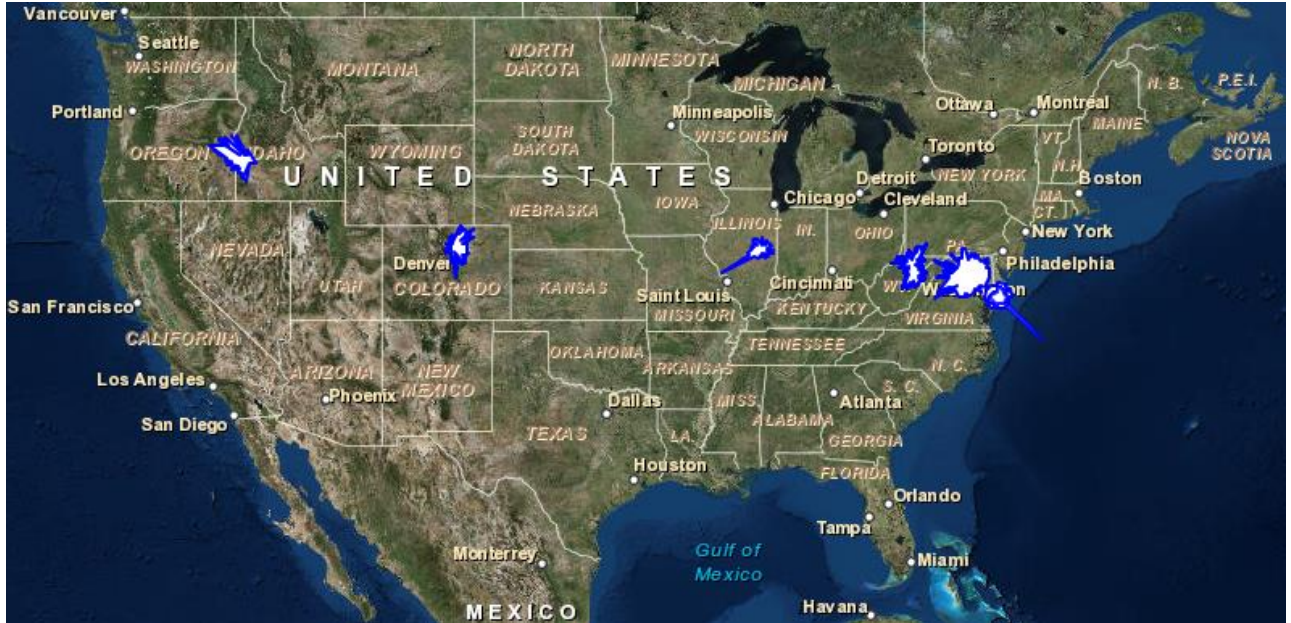 Vancouver
Seattle
WASHINGTON
MONTANA
NORTH
DAKOTA
MINNESOTA
MICHIGAN
N. B.
P.E.I.
Portland
Minneapolis
Ottawa
Montréal
MAINE
NOVA
SCOTIA
OREGON
IDAHO
WYOMING
SOUTH
DAKOTA
WISCONSIN
Toronto
VT.
N.H.
UNITED STATES
Detroit
NEW YORK
Boston
MA.
CT.
Chicago
Cleveland
NEBRASKA
IOWA
ILLINOIS
IN.
OHIO
New York
NEVADA
PA.
Denver
Philadelphia
UTAH
COLORADO
KANSAS
Cincinnati
Saint Louis
San Francisco
MISSOURI
KENTUCKY
VIRGINIA
CALIFORNIA
OKLAHOMA
TENNESSEE
ARKANSAS
N. C.
Los Angeles
ARIZONA
NEW
MEXICO
S. C.
Phoenix
Dallas
MISS.
Atlanta
San Diego
TEXAS
LA.
ALABAMA
GEORGIA
Houston
FLORIDA
Orlando
Tampa
Monterrey
Gulf of
Mexico
Miami
MEXICO
Havana